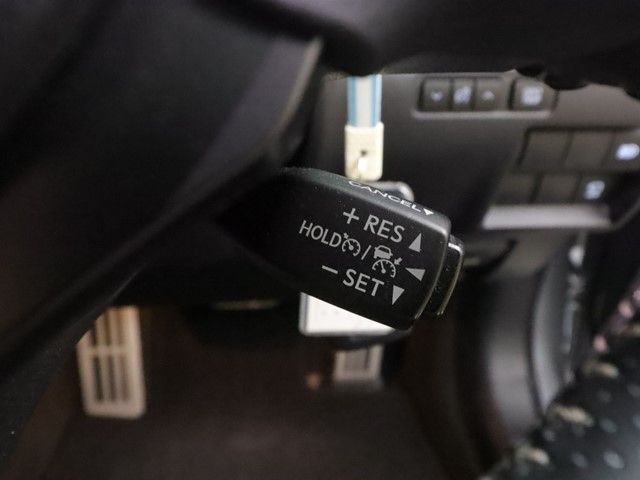 CANCEL
+ RES
HOLD /
− SET